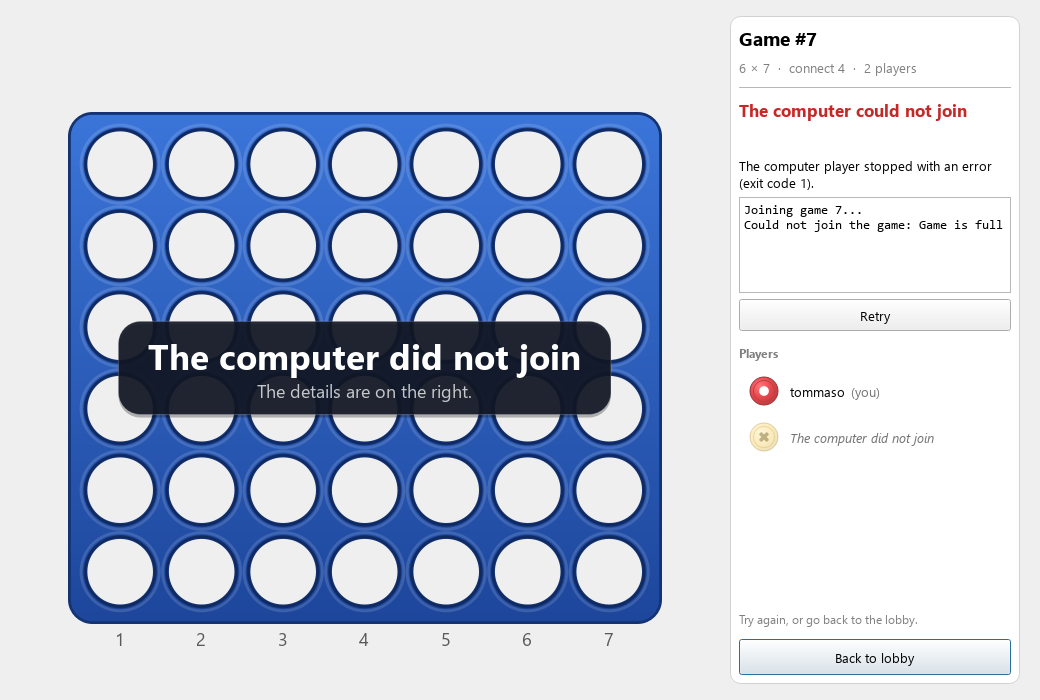 The computer did not join
The details are on the right.
1 2 3 4 5 6 7
Game #7
6 × 7 · connect 4 · 2 players
The computer could not join
The computer player stopped with an error
(exit code 1).
Joining game 7...
Could not join the game: Game is full
Retry
Players
tommaso (you)
The computer did not join
Try again, or go back to the lobby.
Back to lobby